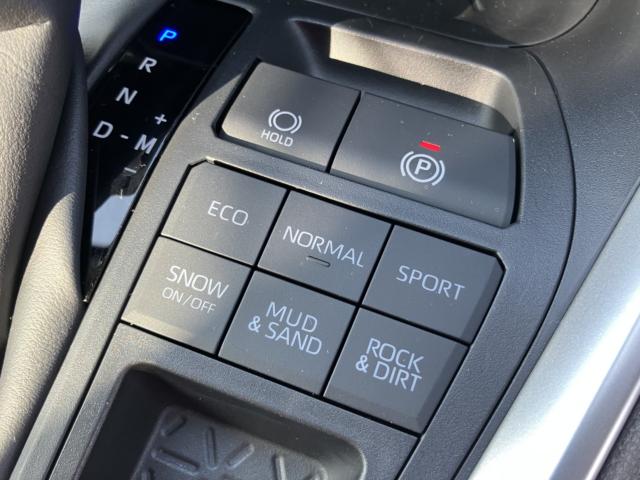 P
R
N
+
D - M
–
HOLD
(P)
ECO
NORMAL
SPORT
SNOW
ON/OFF
MUD
& SAND
ROCK
& DIRT